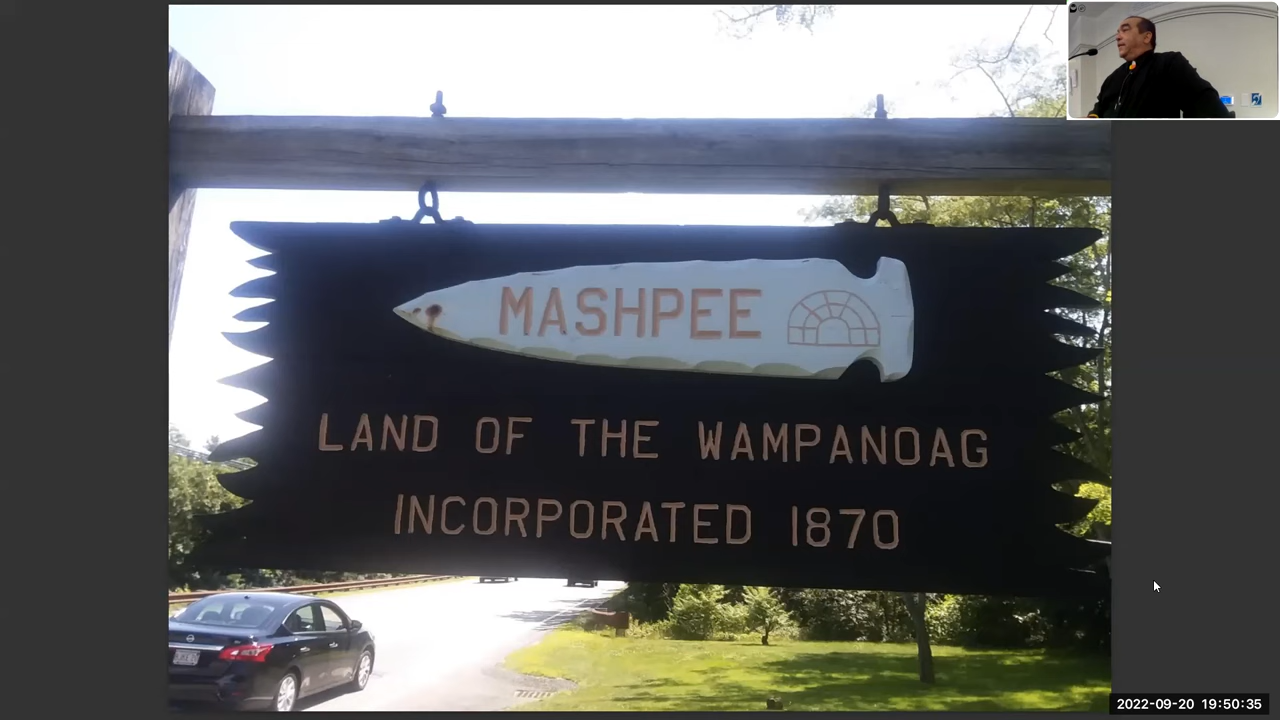 MASHPEE
LAND OF THE WAMPANOAG
INCORPORATED 1870
2022-09-20 19:50:35